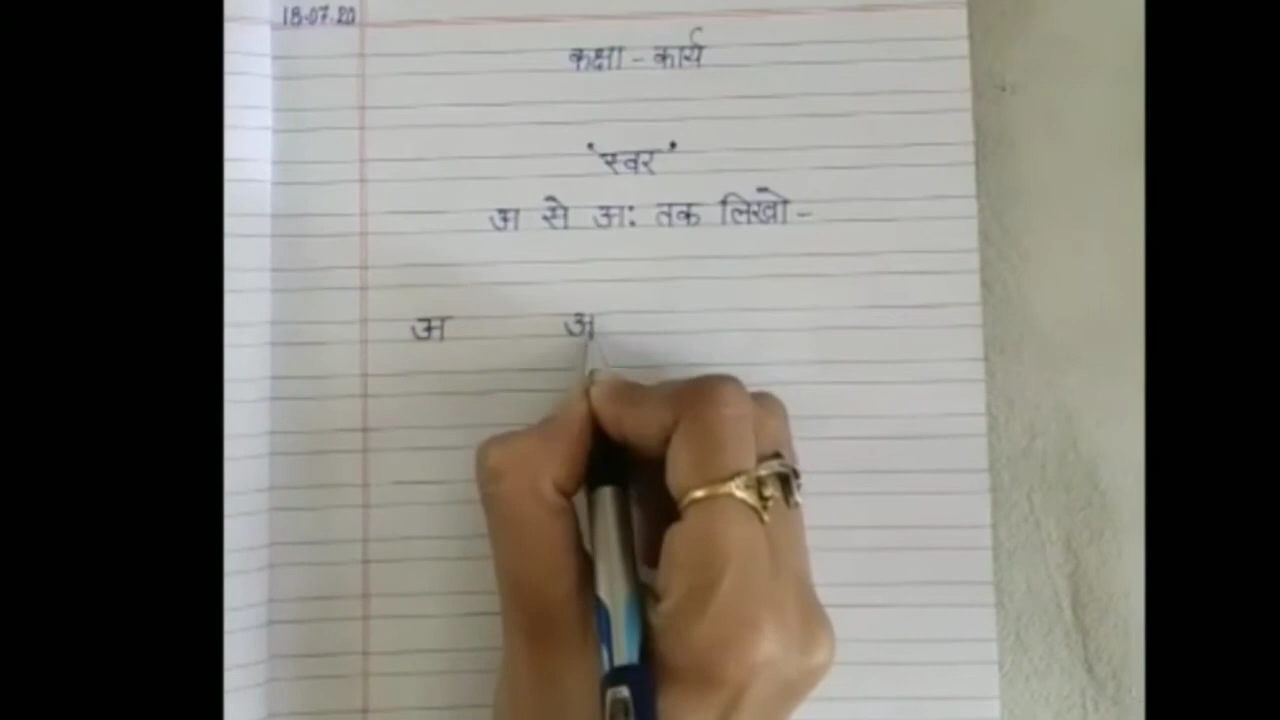 18.07.20
कक्षा - कार्य
'स्वर'
अ से अः तक लिखो -
अ अ